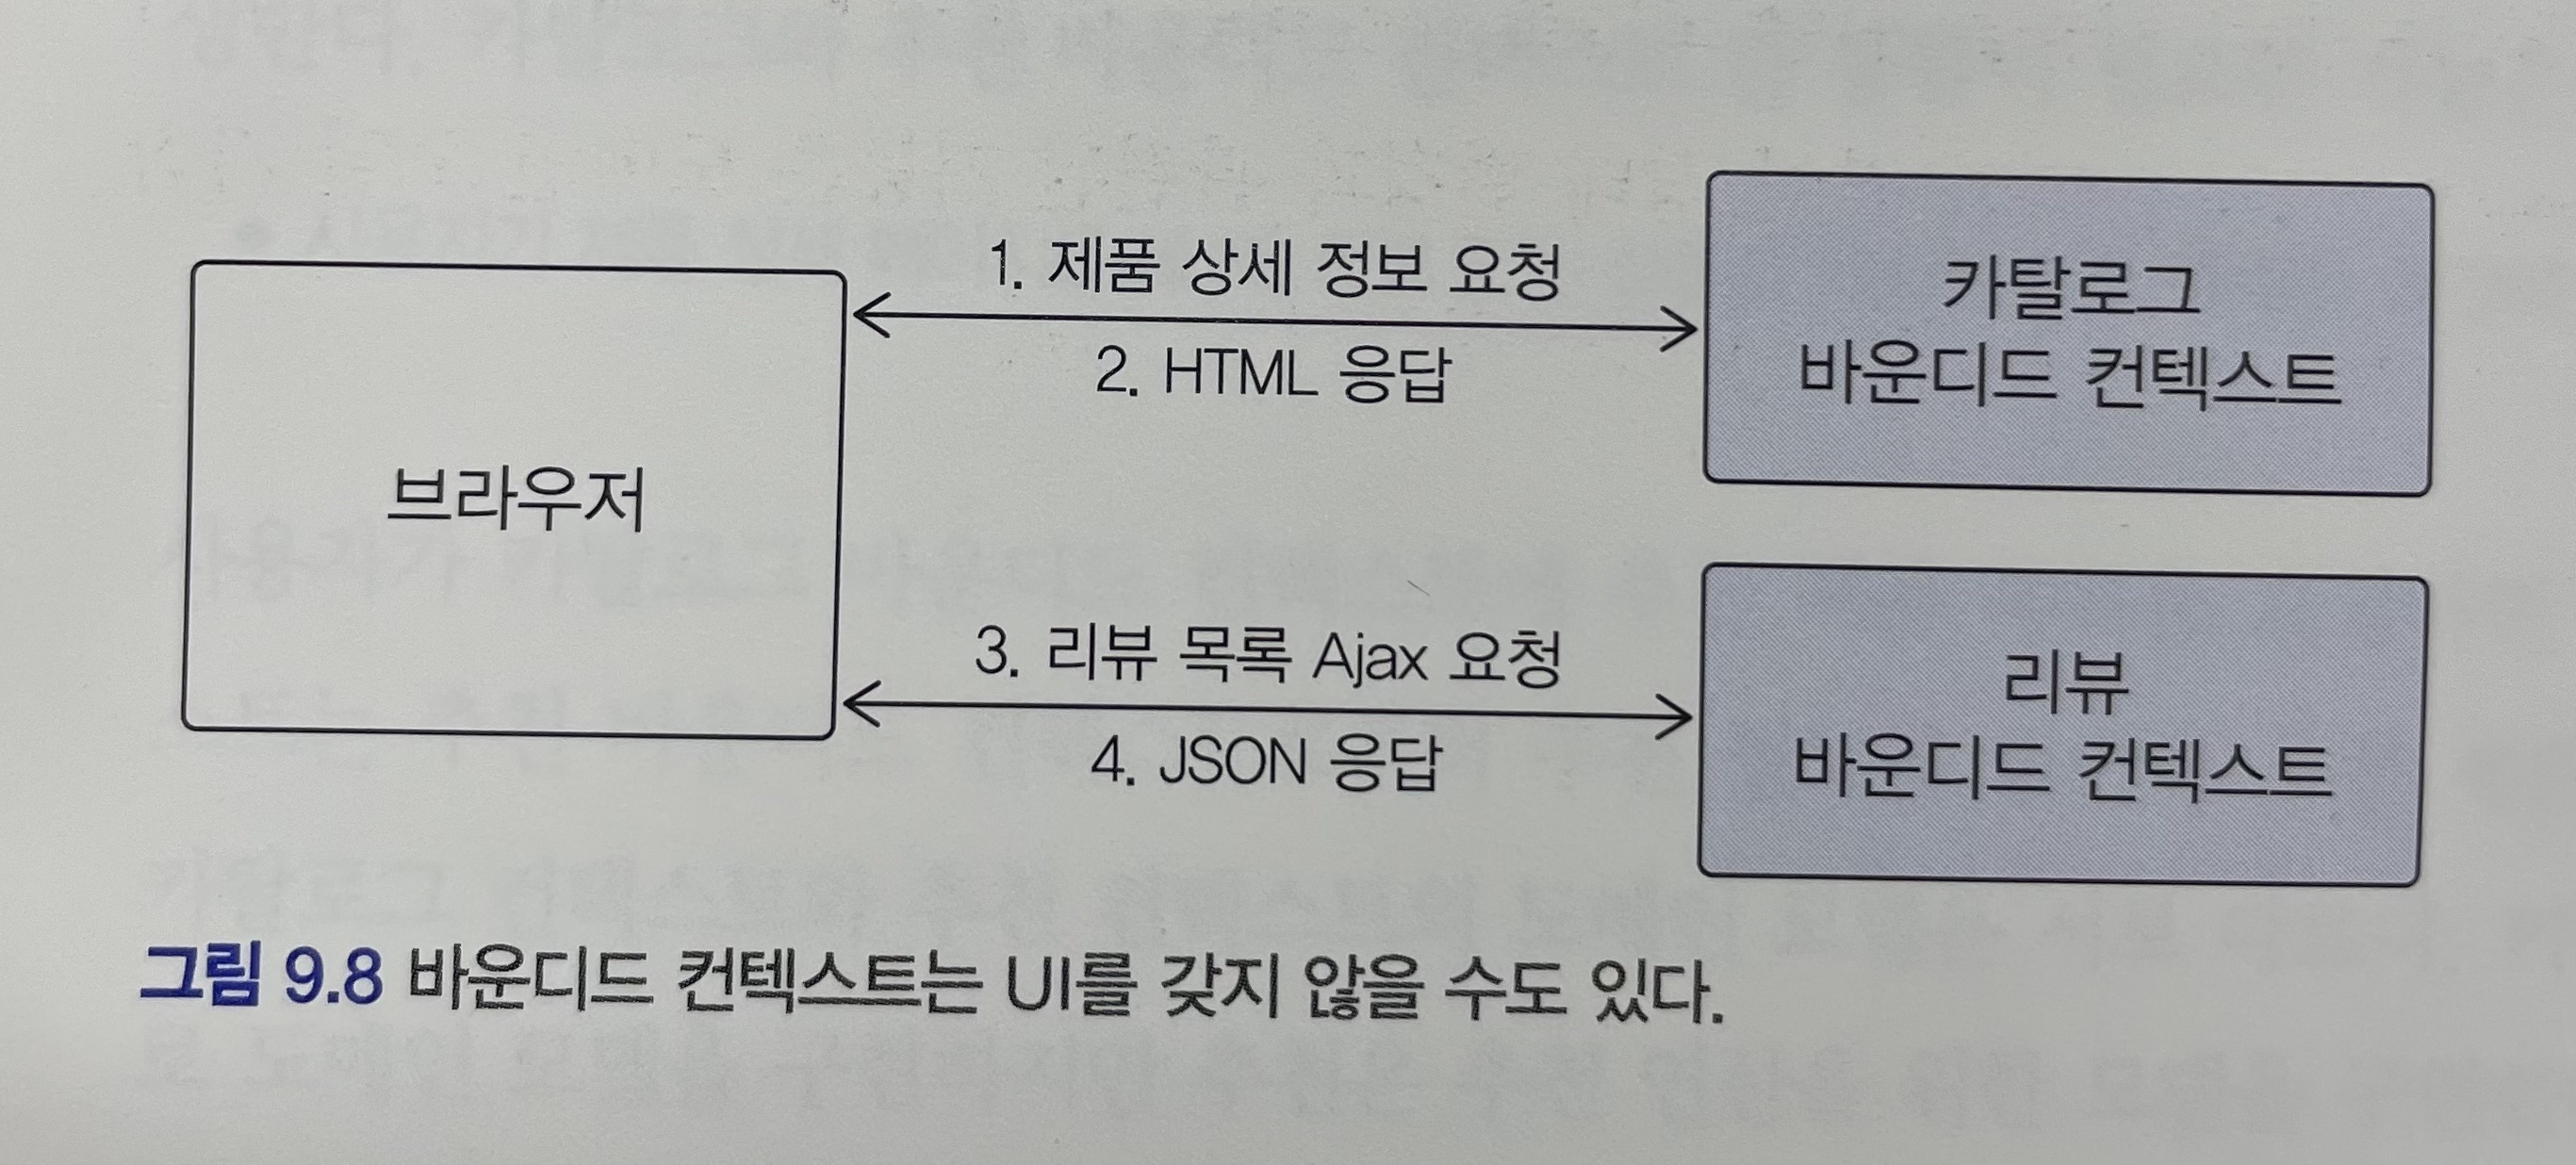 1. 제품 상세 정보 요청
2. HTML 응답
카탈로그
바운디드 컨텍스트
브라우저
3. 리뷰 목록 Ajax 요청
4. JSON 응답
리뷰
바운디드 컨텍스트
그림 9.8 바운디드 컨텍스트는 UI를 갖지 않을 수도 있다.